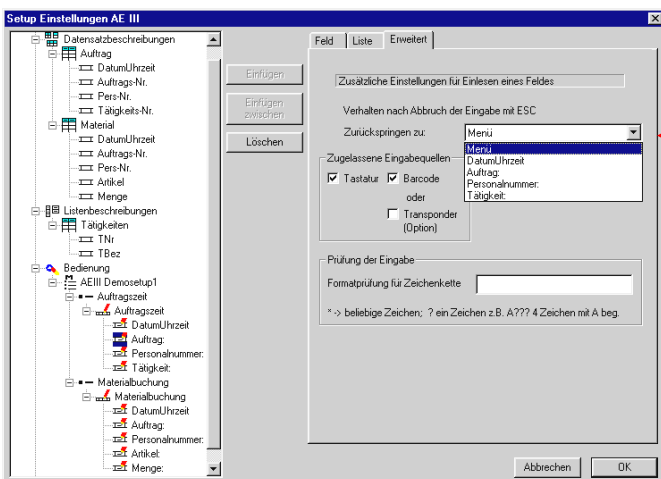 Setup Einstellungen AE III
Datensatzbeschreibungen
Auftrag
DatumUhrzeit
Auftrags-Nr.
Pers-Nr.
Tätigkeits-Nr.
Material
DatumUhrzeit
Auftrags-Nr.
Pers-Nr.
Artikel
Menge
Listenbeschreibungen
Tätigkeiten
TNr
TBez
Bedienung
AEIII Demosetup1
Auftragszeit
Auftragszeit
DatumUhrzeit
Auftrag:
Personalnummer:
Tätigkeit:
Materialbuchung
Materialbuchung
DatumUhrzeit
Auftrag:
Personalnummer:
Artikel:
Menge:
Einfügen
Einfügen
zwischen
Löschen
Feld Liste Erweitert
Zusätzliche Einstellungen für Einlesen eines Feldes
Verhalten nach Abbruch der Eingabe mit ESC
Zurückspringen zu: Menü
Menü
DatumUhrzeit
Auftrag:
Personalnummer:
Tätigkeit:
Zugelassene Eingabequellen
Tastatur Barcode
oder
Transponder
(Option)
Prüfung der Eingabe
Formatprüfung für Zeichenkette
* -> beliebige Zeichen; ? ein Zeichen z.B. A??? 4 Zeichen mit A beg.
Abbrechen OK